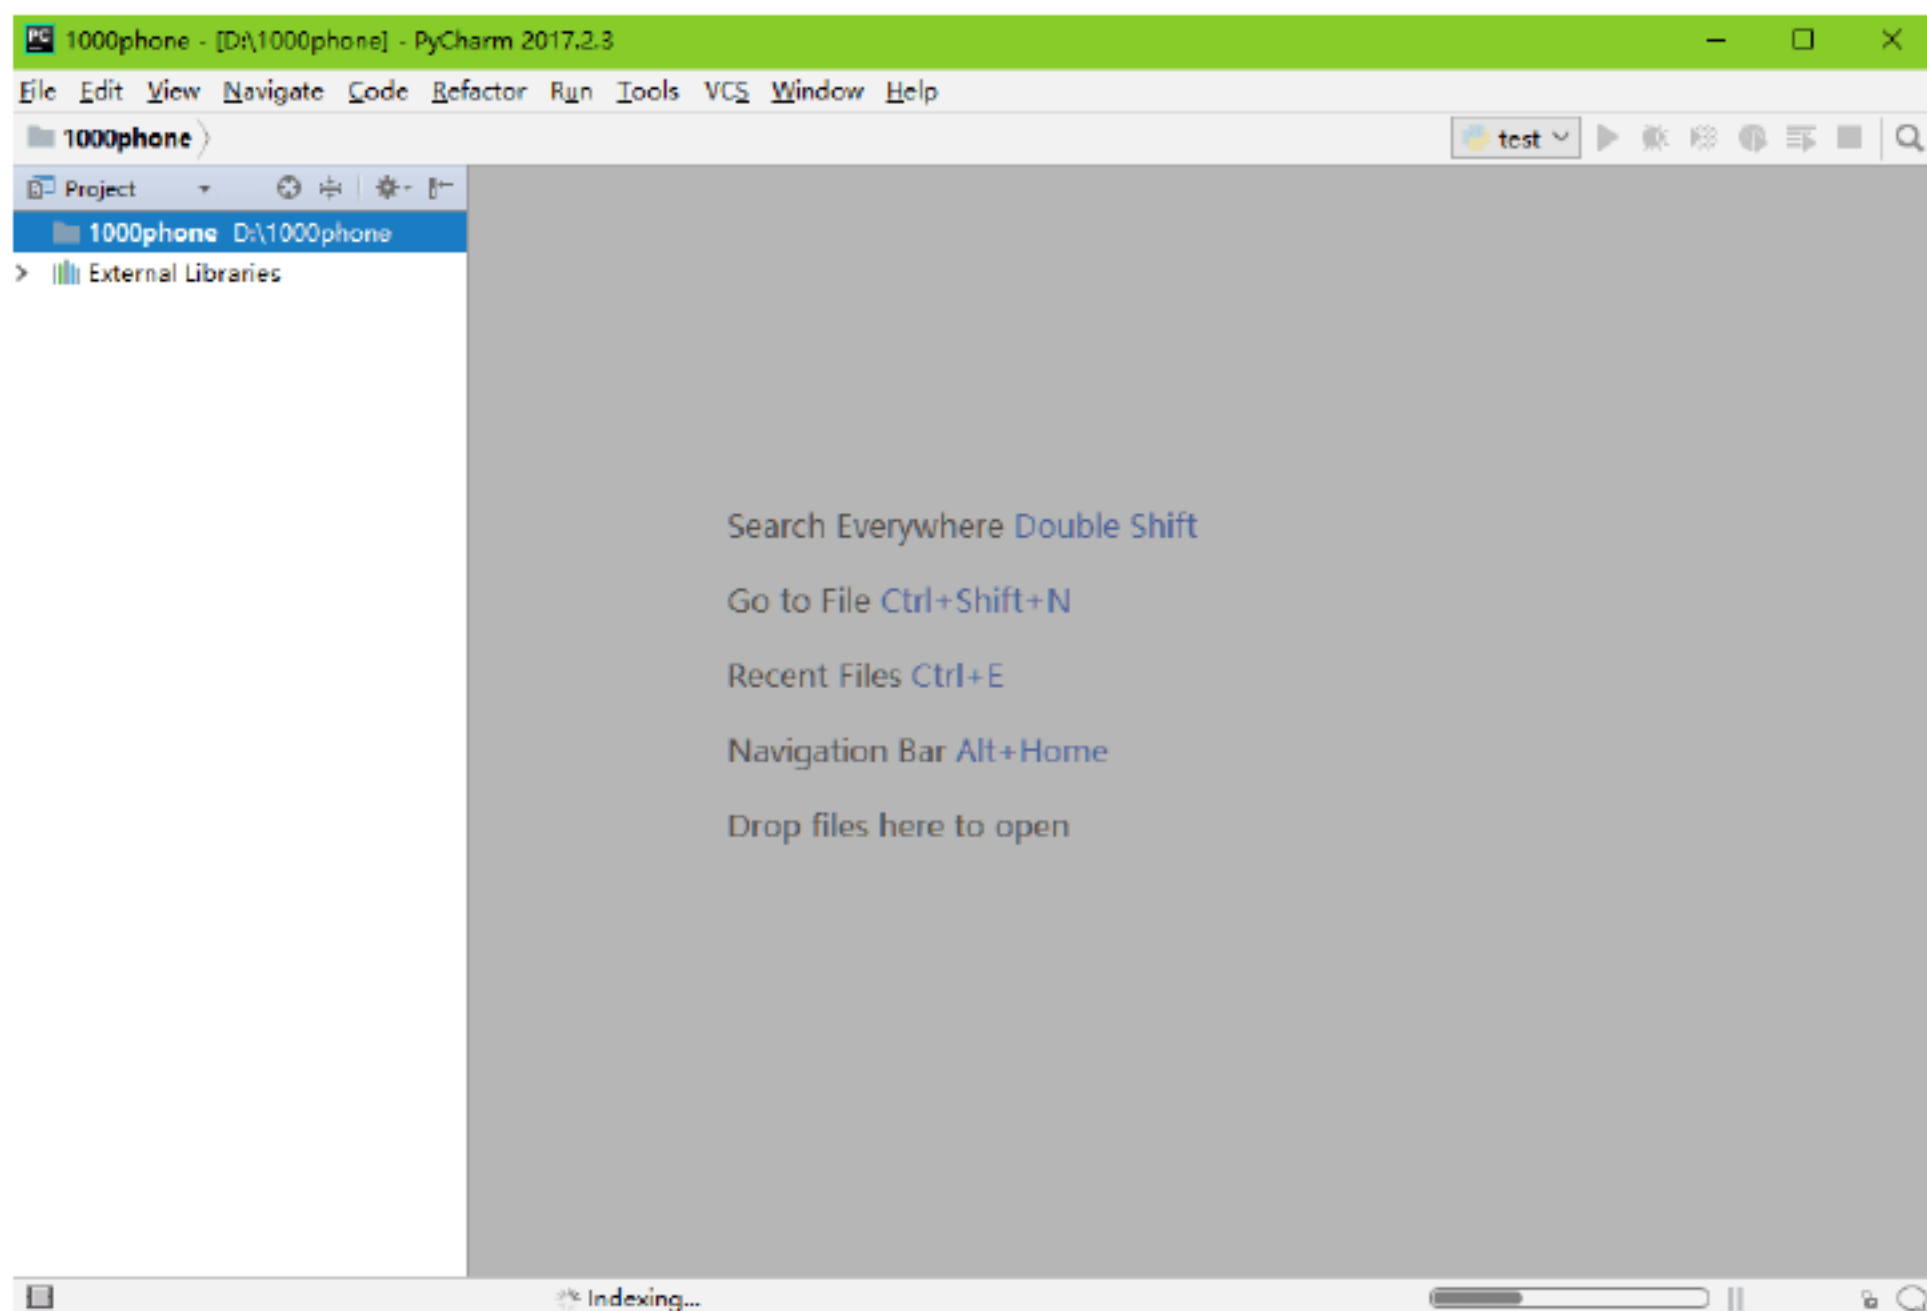 PC 1000phone - [D:\1000phone] - PyCharm 2017.2.3
File Edit View Navigate Code Refactor Run Tools VCS Window Help
1000phone
test
Project
1000phone D:\1000phone
External Libraries
Search Everywhere Double Shift
Go to File Ctrl+Shift+N
Recent Files Ctrl+E
Navigation Bar Alt+Home
Drop files here to open
Indexing...